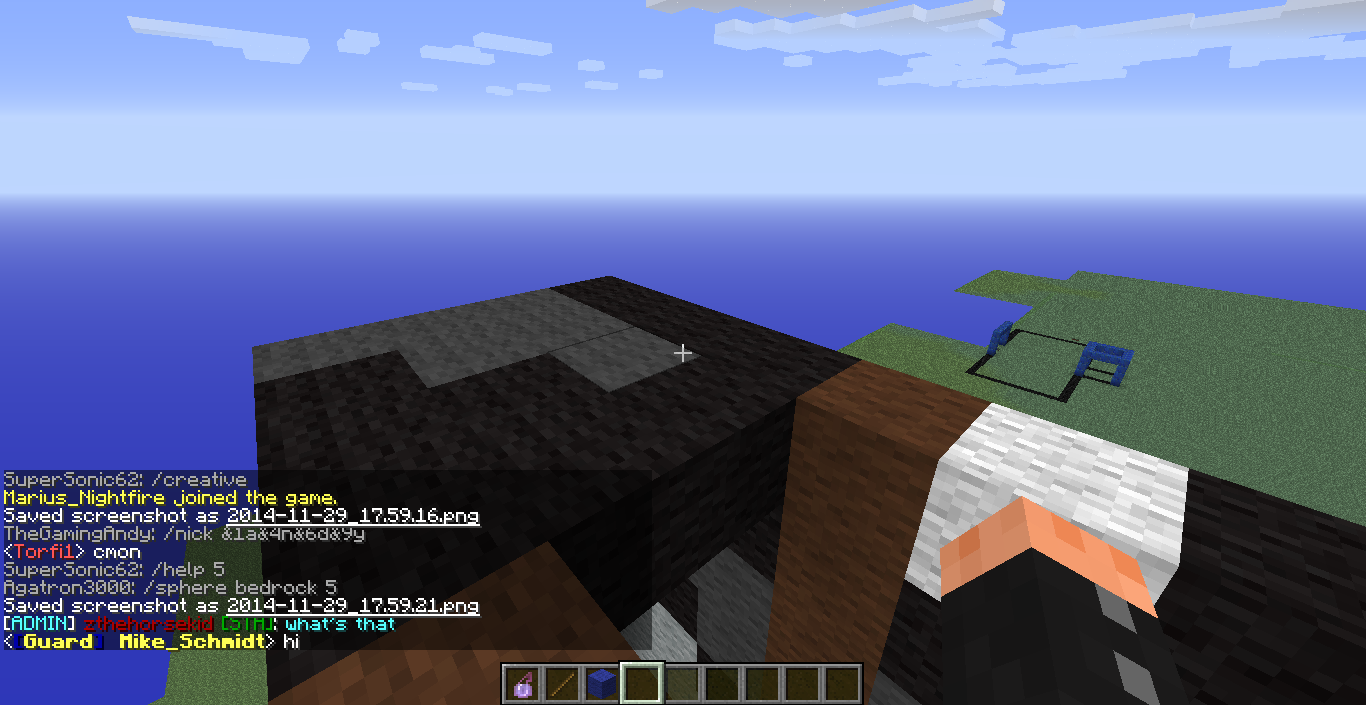 SuperSonic62: /creative
Marius_Nightfire joined the game.
Saved screenshot as 2014-11-29_17.59.16.png
TheGamingAndy: /nick &1a&4n&6d&9y
<Torfi1> cmon
SuperSonic62: /help 5
Agatron3000: /sphere bedrock 5
Saved screenshot as 2014-11-29_17.59.21.png
[ADMIN] zthehorsekid [STA]: what's that
<[Guard] Mike_Schmidt> hi